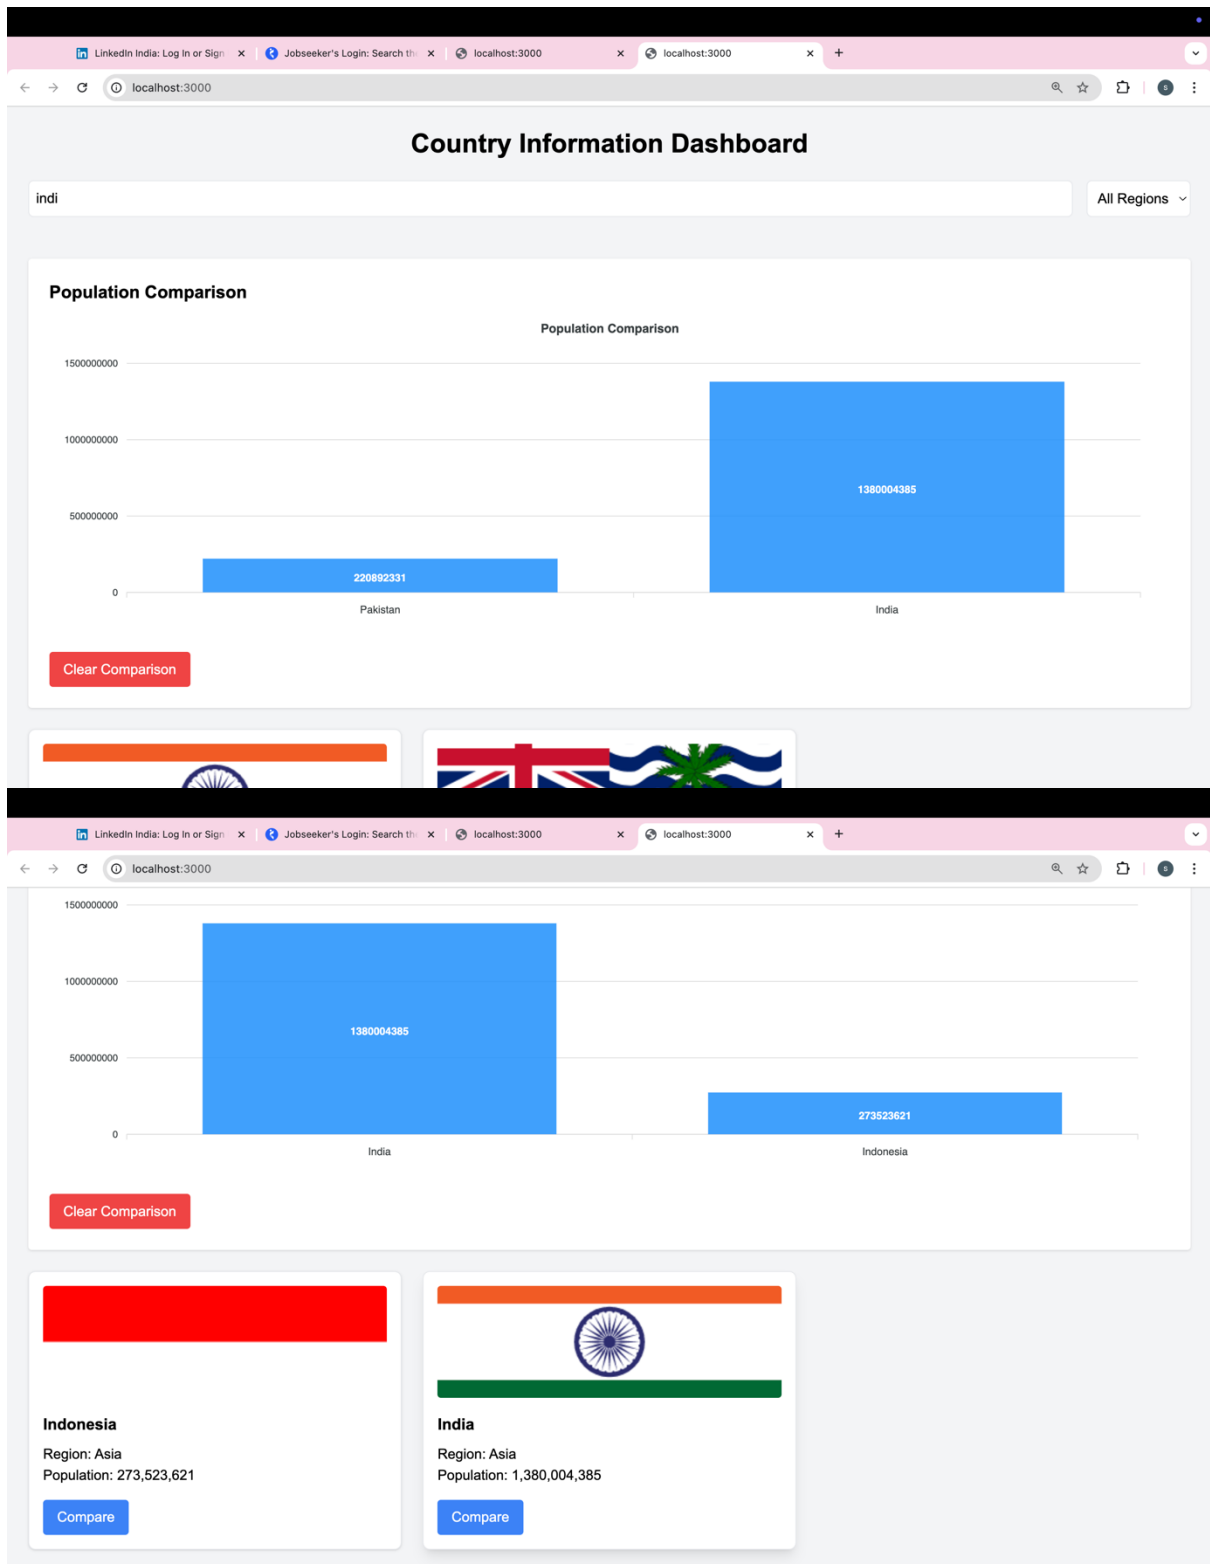 LinkedIn India: Log In or Sign
Jobseeker's Login: Search th
localhost:3000
localhost:3000
localhost:3000
S
Country Information Dashboard
indi
All Regions
Population Comparison
Population Comparison
1500000000
1000000000
500000000
0
1380004385
220892331
Pakistan
India
Clear Comparison
LinkedIn India: Log In or Sign
Jobseeker's Login: Search th
localhost:3000
localhost:3000
localhost:3000
S
1500000000
1000000000
500000000
0
1380004385
273523621
India
Indonesia
Clear Comparison
Indonesia
Region: Asia
Population: 273,523,621
Compare
India
Region: Asia
Population: 1,380,004,385
Compare